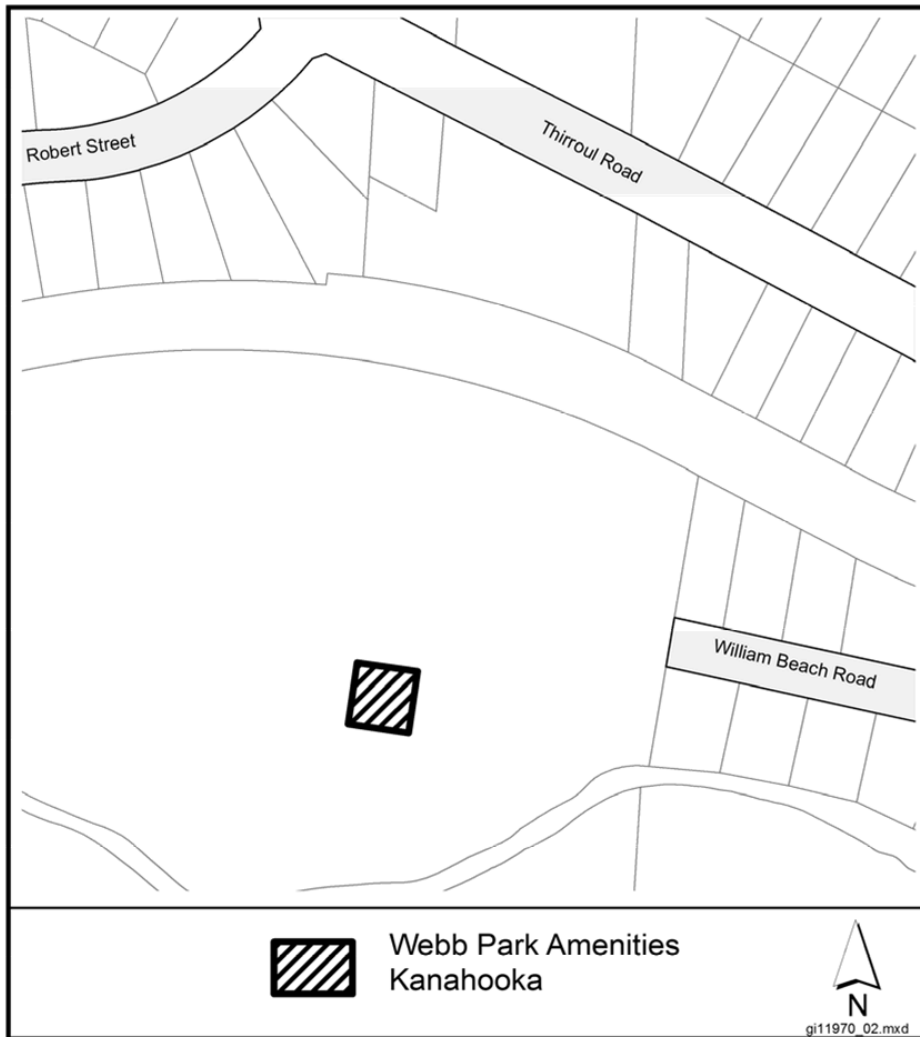 Robert Street
Thirroul Road
William Beach Road
Webb Park Amenities
Kanahooka
N
gi11970_02.mxd